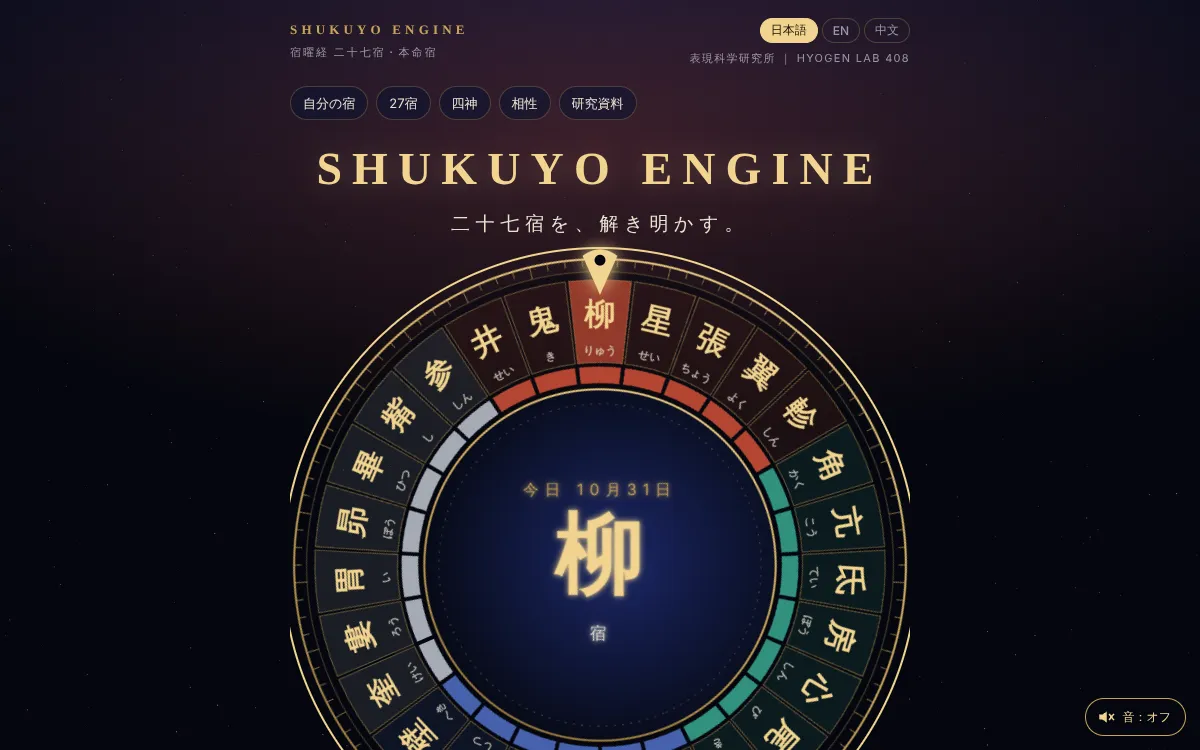 SHUKUYO ENGINE
宿曜経 二十七宿・本命宿
日本語 EN 中文
表現科学研究所 ｜ HYOGEN LAB 408
自分の宿 27宿 四神 相性 研究資料
SHUKUYO ENGINE
二十七宿を、解き明かす。
柳 りゅう
星 せい
張 ちょう
翼 よく
軫 しん
角 かく
亢 こう
氐 てい
房 ぼう
心 しん
尾 び
奎 けい
婁 ろう
胃 い
昴 ぼう
畢 ひつ
觜 し
参 しん
井 せい
鬼 き
今日 10月31日
柳
宿
音：オフ